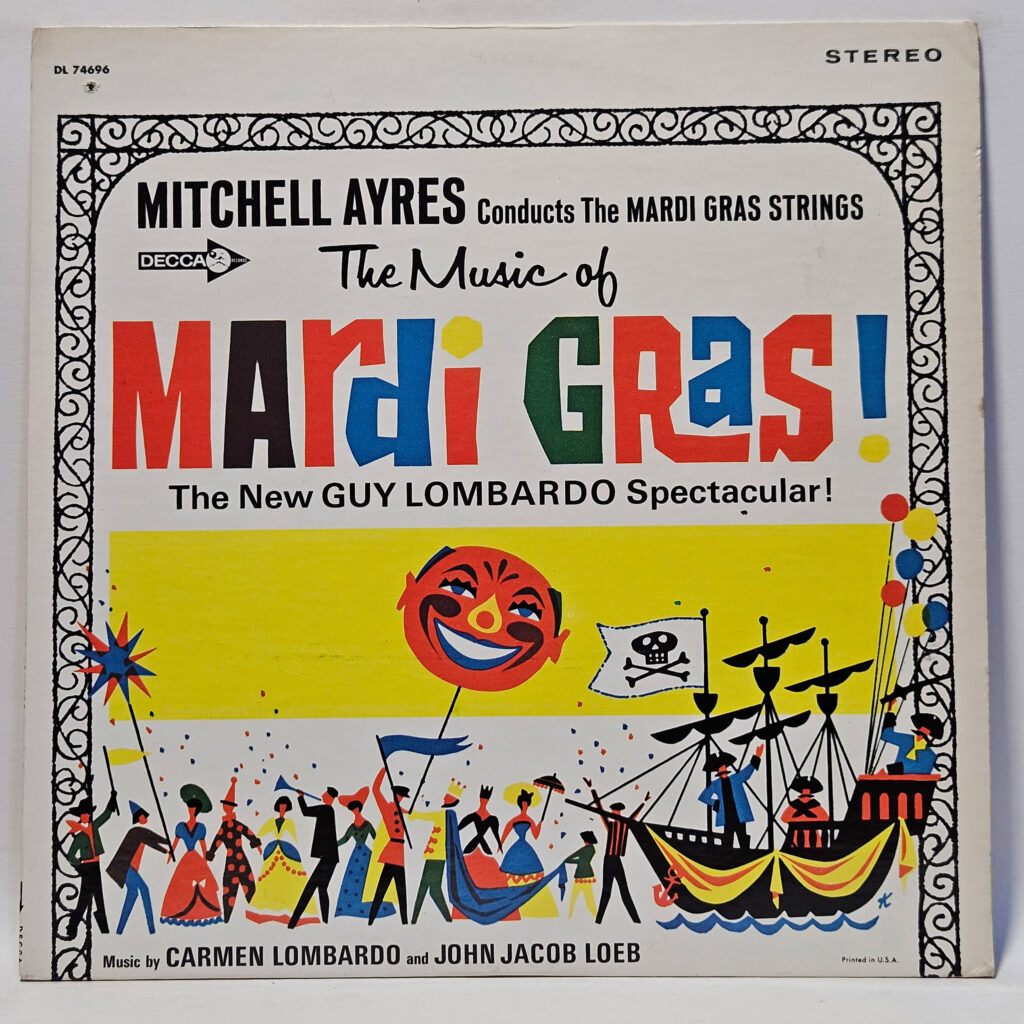 STEREO
DL 74696
MITCHELL AYRES Conducts The MARDI GRAS STRINGS
DECCA RECORDS
The Music of
MArdi GRaS!
The New GUY LOMBARDO Spectacular!
Music by CARMEN LOMBARDO and JOHN JACOB LOEB
Printed in U.S.A.